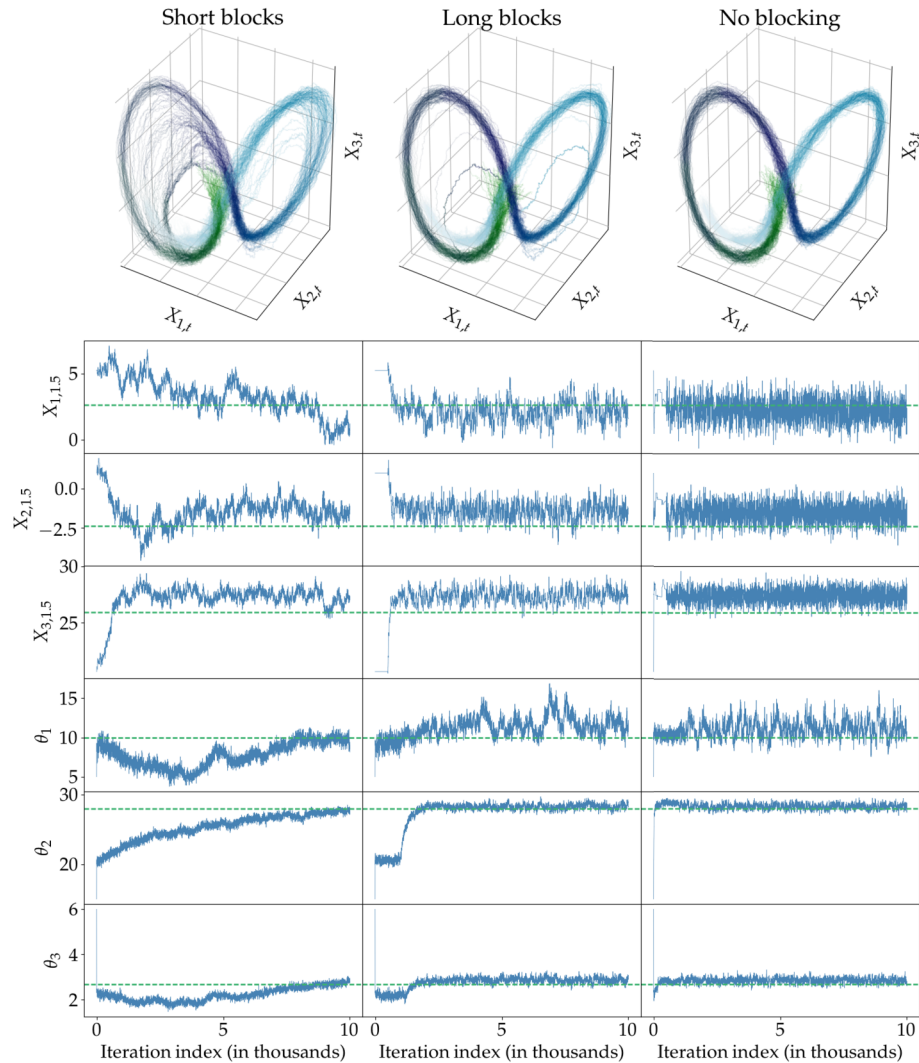 Short blocks Long blocks No blocking
X3,t X3,t X3,t
X2,t X2,t X2,t
X1,t X1,t X1,t
5
X1,1.5
0
0.0
X2,1.5
−2.5
30
X3,1.5
25
15
θ1
10
5
30
θ2
20
6
4
θ3
2
0 5 10 0 5 10 0 5 10
Iteration index (in thousands) Iteration index (in thousands) Iteration index (in thousands)